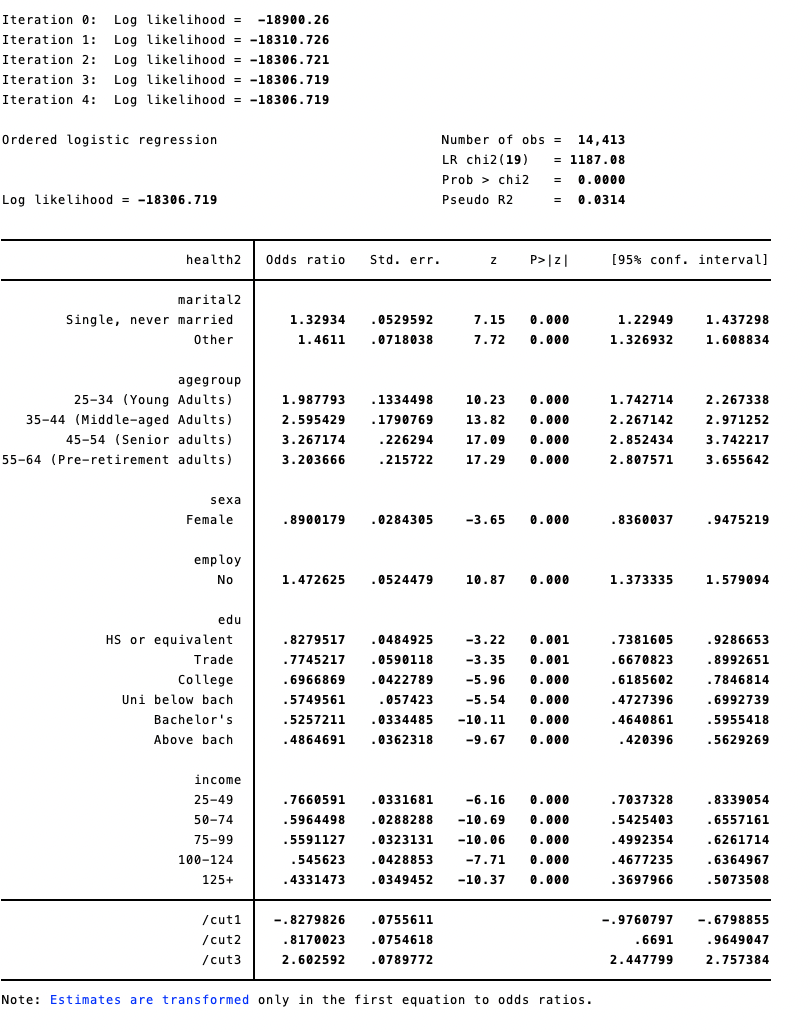 Iteration 0:  Log likelihood =  -18900.26
Iteration 1:  Log likelihood = -18310.726
Iteration 2:  Log likelihood = -18306.721
Iteration 3:  Log likelihood = -18306.719
Iteration 4:  Log likelihood = -18306.719
Ordered logistic regression Number of obs =  14,413
LR chi2(19)   = 1187.08
Prob > chi2   =  0.0000
Log likelihood = -18306.719 Pseudo R2     =  0.0314
health2 Odds ratio Std. err. z P>|z| [95% conf. interval]
marital2
Single, never married 1.32934 .0529592 7.15 0.000 1.22949 1.437298
Other 1.4611 .0718038 7.72 0.000 1.326932 1.608834
agegroup
25-34 (Young Adults) 1.987793 .1334498 10.23 0.000 1.742714 2.267338
35-44 (Middle-aged Adults) 2.595429 .1790769 13.82 0.000 2.267142 2.971252
45-54 (Senior adults) 3.267174 .226294 17.09 0.000 2.852434 3.742217
55-64 (Pre-retirement adults) 3.203666 .215722 17.29 0.000 2.807571 3.655642
sexa
Female .8900179 .0284305 -3.65 0.000 .8360037 .9475219
employ
No 1.472625 .0524479 10.87 0.000 1.373335 1.579094
edu
HS or equivalent .8279517 .0484925 -3.22 0.001 .7381605 .9286653
Trade .7745217 .0590118 -3.35 0.001 .6670823 .8992651
College .6966869 .0422789 -5.96 0.000 .6185602 .7846814
Uni below bach .5749561 .057423 -5.54 0.000 .4727396 .6992739
Bachelor's .5257211 .0334485 -10.11 0.000 .4640861 .5955418
Above bach .4864691 .0362318 -9.67 0.000 .420396 .5629269
income
25-49 .7660591 .0331681 -6.16 0.000 .7037328 .8339054
50-74 .5964498 .0288288 -10.69 0.000 .5425403 .6557161
75-99 .5591127 .0323131 -10.06 0.000 .4992354 .6261714
100-124 .545623 .0428853 -7.71 0.000 .4677235 .6364967
125+ .4331473 .0349452 -10.37 0.000 .3697966 .5073508
/cut1 -.8279826 .0755611 -.9760797 -.6798855
/cut2 .8170023 .0754618 .6691 .9649047
/cut3 2.602592 .0789772 2.447799 2.757384
Note: Estimates are transformed only in the first equation to odds ratios.